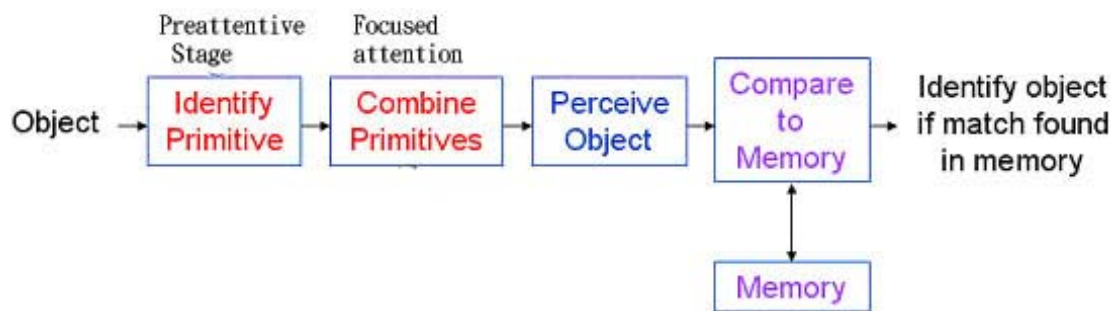 Preattentive
Stage
Focused
attention
Object
Identify
Primitive
Combine
Primitives
Perceive
Object
Compare
to
Memory
Identify object
if match found
in memory
Memory